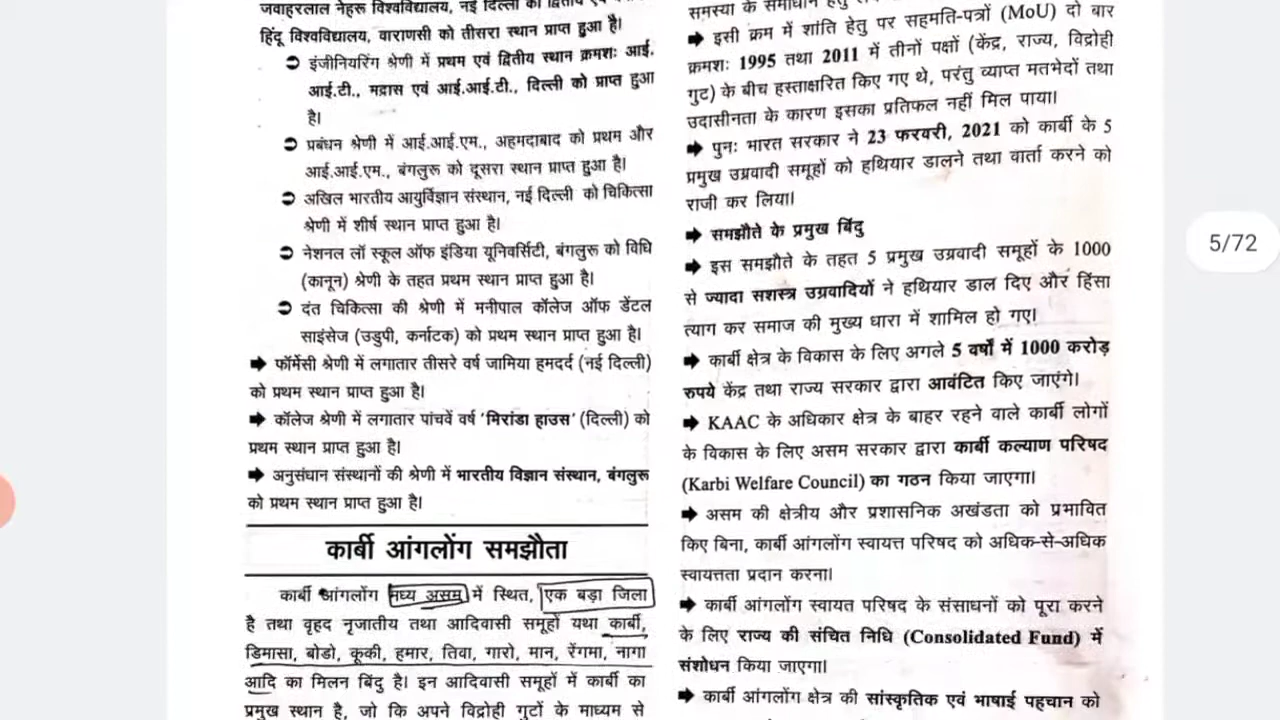 जवाहरलाल नेहरू विश्वविद्यालय, नई दिल्ली को द्वितीय एवं
हिंदू विश्वविद्यालय, वाराणसी को तीसरा स्थान प्राप्त हुआ है।
➲ इंजीनियरिंग श्रेणी में प्रथम एवं द्वितीय स्थान क्रमशः आई.
आई.टी., मद्रास एवं आई.आई.टी., दिल्ली को प्राप्त हुआ
है।
➲ प्रबंधन श्रेणी में आई.आई.एम., अहमदाबाद को प्रथम और
आई.आई.एम., बंगलुरू को दूसरा स्थान प्राप्त हुआ है।
➲ अखिल भारतीय आयुर्विज्ञान संस्थान, नई दिल्ली को चिकित्सा
श्रेणी में शीर्ष स्थान प्राप्त हुआ है।
➲ नेशनल लॉ स्कूल ऑफ इंडिया यूनिवर्सिटी, बंगलुरू को विधि
(कानून) श्रेणी के तहत प्रथम स्थान प्राप्त हुआ है।
➲ दंत चिकित्सा की श्रेणी में मनीपाल कॉलेज ऑफ डेंटल
साइंसेज (उडुपी, कर्नाटक) को प्रथम स्थान प्राप्त हुआ है।
➡ फॉर्मेसी श्रेणी में लगातार तीसरे वर्ष जामिया हमदर्द (नई दिल्ली)
को प्रथम स्थान प्राप्त हुआ है।
➡ कॉलेज श्रेणी में लगातार पांचवें वर्ष 'मिरांडा हाउस' (दिल्ली) को
प्रथम स्थान प्राप्त हुआ है।
➡ अनुसंधान संस्थानों की श्रेणी में भारतीय विज्ञान संस्थान, बंगलुरू
को प्रथम स्थान प्राप्त हुआ है।
कार्बी आंगलोंग समझौता
कार्बी आंगलोंग मध्य असम में स्थित, एक बड़ा जिला
है तथा वृहद नृजातीय तथा आदिवासी समूहों यथा कार्बी,
डिमासा, बोडो, कूकी, हमार, तिवा, गारो, मान, रेंगमा, नागा
आदि का मिलन बिंदु है। इन आदिवासी समूहों में कार्बी का
प्रमुख स्थान है, जो कि अपने विद्रोही गुटों के माध्यम से
समस्या के समाधान हेतु
➡ इसी क्रम में शांति हेतु पर सहमति-पत्रों (MoU) दो बार
क्रमशः 1995 तथा 2011 में तीनों पक्षों (केंद्र, राज्य, विद्रोही
गुट) के बीच हस्ताक्षरित किए गए थे, परंतु व्याप्त मतभेदों तथा
उदासीनता के कारण इसका प्रतिफल नहीं मिल पाया।
➡ पुनः भारत सरकार ने 23 फरवरी, 2021 को कार्बी के 5
प्रमुख उग्रवादी समूहों को हथियार डालने तथा वार्ता करने को
राजी कर लिया।
➡ समझौते के प्रमुख बिंदु
➡ इस समझौते के तहत 5 प्रमुख उग्रवादी समूहों के 1000
से ज्यादा सशस्त्र उग्रवादियों ने हथियार डाल दिए और हिंसा
त्याग कर समाज की मुख्य धारा में शामिल हो गए।
➡ कार्बी क्षेत्र के विकास के लिए अगले 5 वर्षों में 1000 करोड़
रुपये केंद्र तथा राज्य सरकार द्वारा आवंटित किए जाएंगे।
➡ KAAC के अधिकार क्षेत्र के बाहर रहने वाले कार्बी लोगों
के विकास के लिए असम सरकार द्वारा कार्बी कल्याण परिषद
(Karbi Welfare Council) का गठन किया जाएगा।
➡ असम की क्षेत्रीय और प्रशासनिक अखंडता को प्रभावित
किए बिना, कार्बी आंगलोंग स्वायत्त परिषद को अधिक-से-अधिक
स्वायत्तता प्रदान करना।
➡ कार्बी आंगलोंग स्वायत परिषद के संसाधनों को पूरा करने
के लिए राज्य की संचित निधि (Consolidated Fund) में
संशोधन किया जाएगा।
➡ कार्बी आंगलोंग क्षेत्र की सांस्कृतिक एवं भाषाई पहचान को
5/72